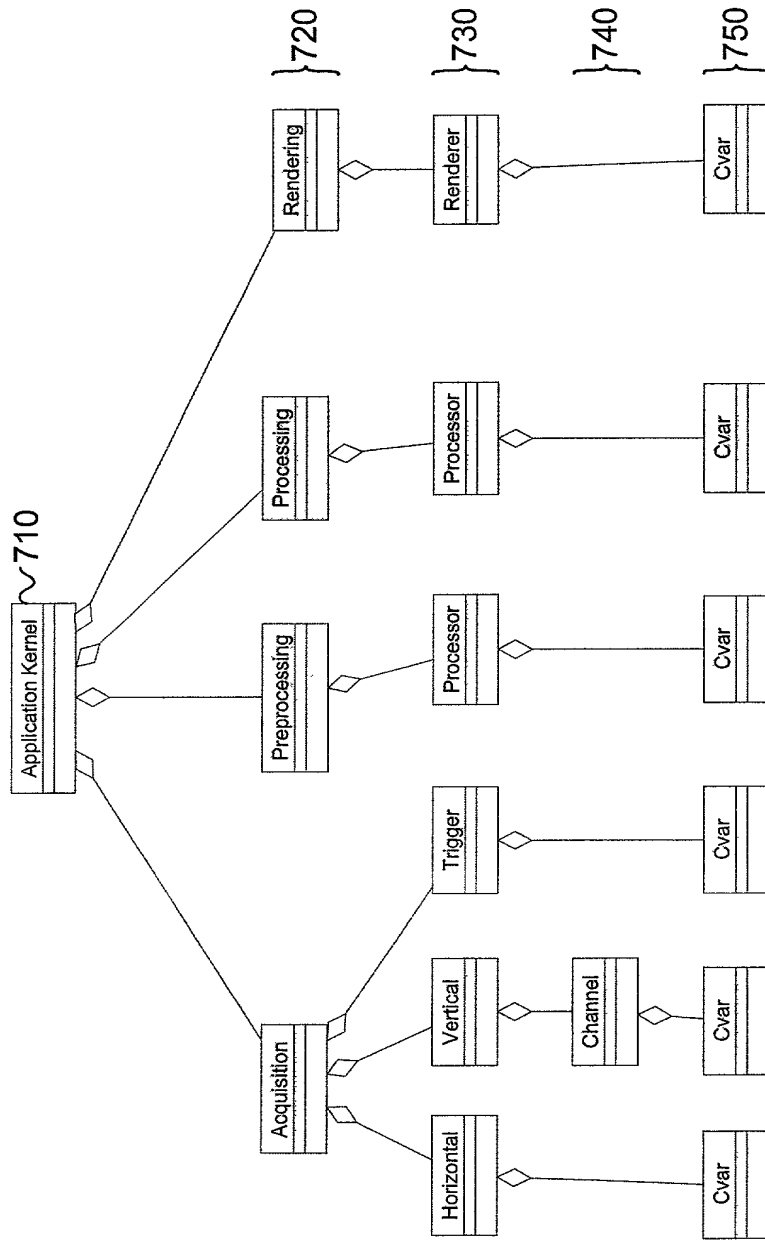 Application Kernel
710
Acquisition
Preprocessing
Processing
Rendering
720
Horizontal
Vertical
Trigger
Processor
Processor
Renderer
730
Channel
740
Cvar
Cvar
Cvar
Cvar
Cvar
Cvar
750